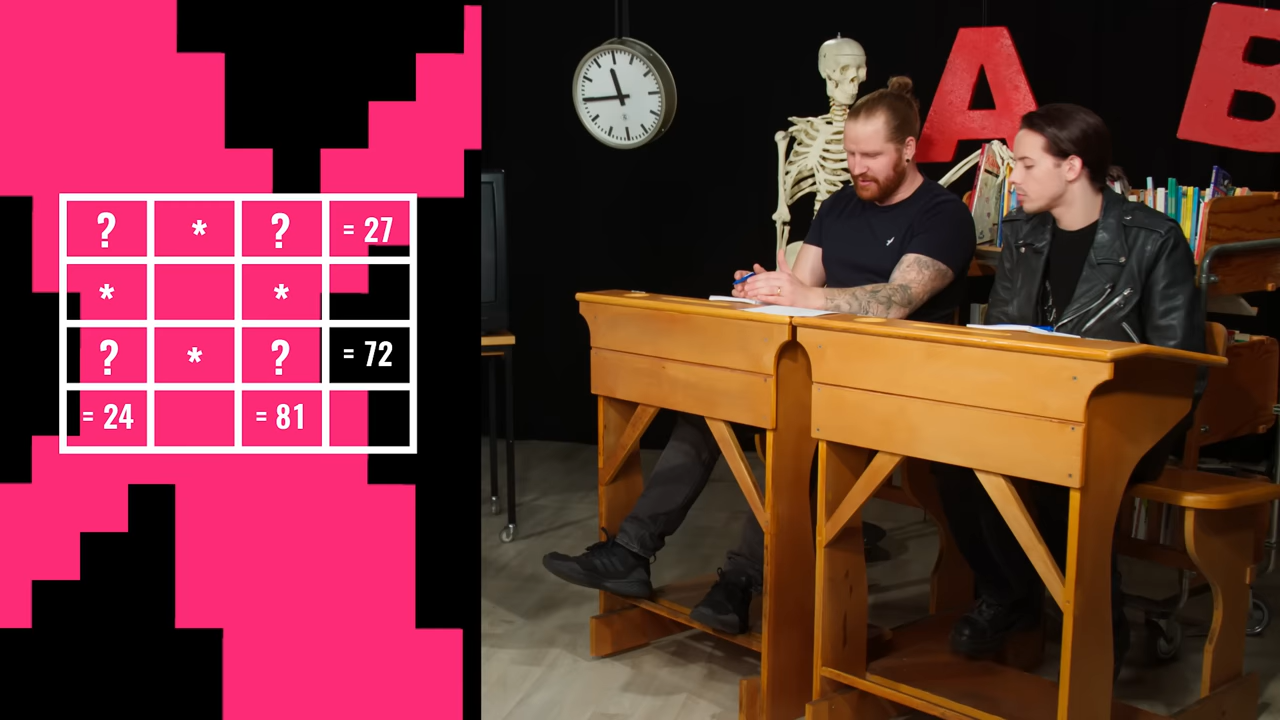 ? * ? = 27
* *
? * ? = 72
= 24 = 81
A B